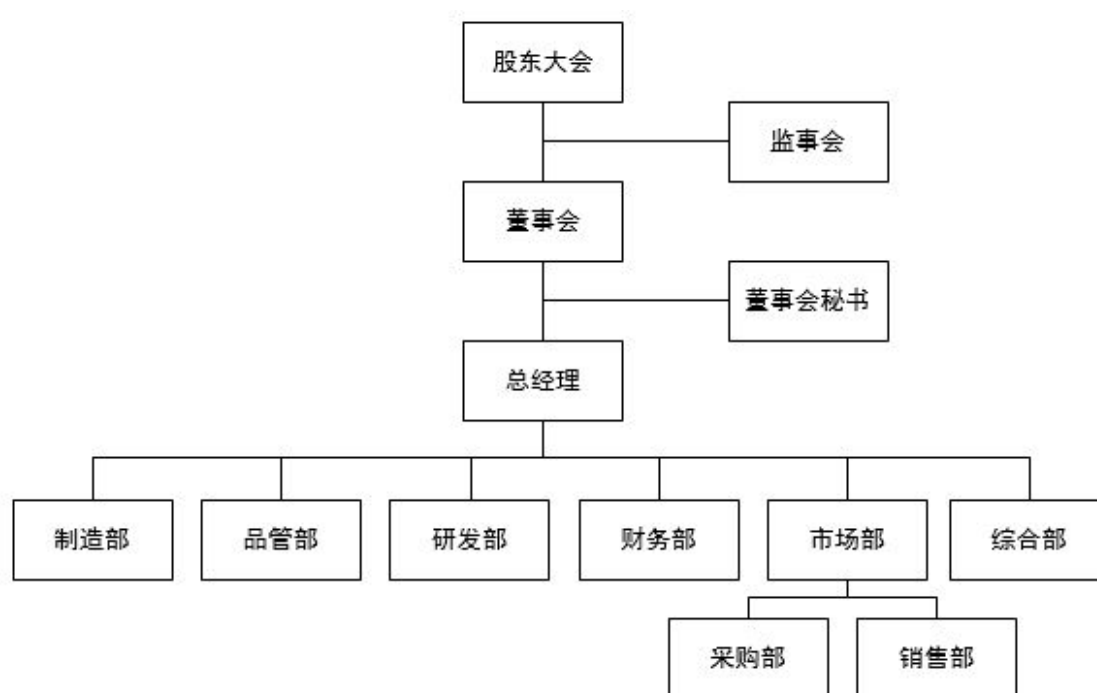 股东大会
监事会
董事会
董事会秘书
总经理
制造部
品管部
研发部
财务部
市场部
综合部
采购部
销售部